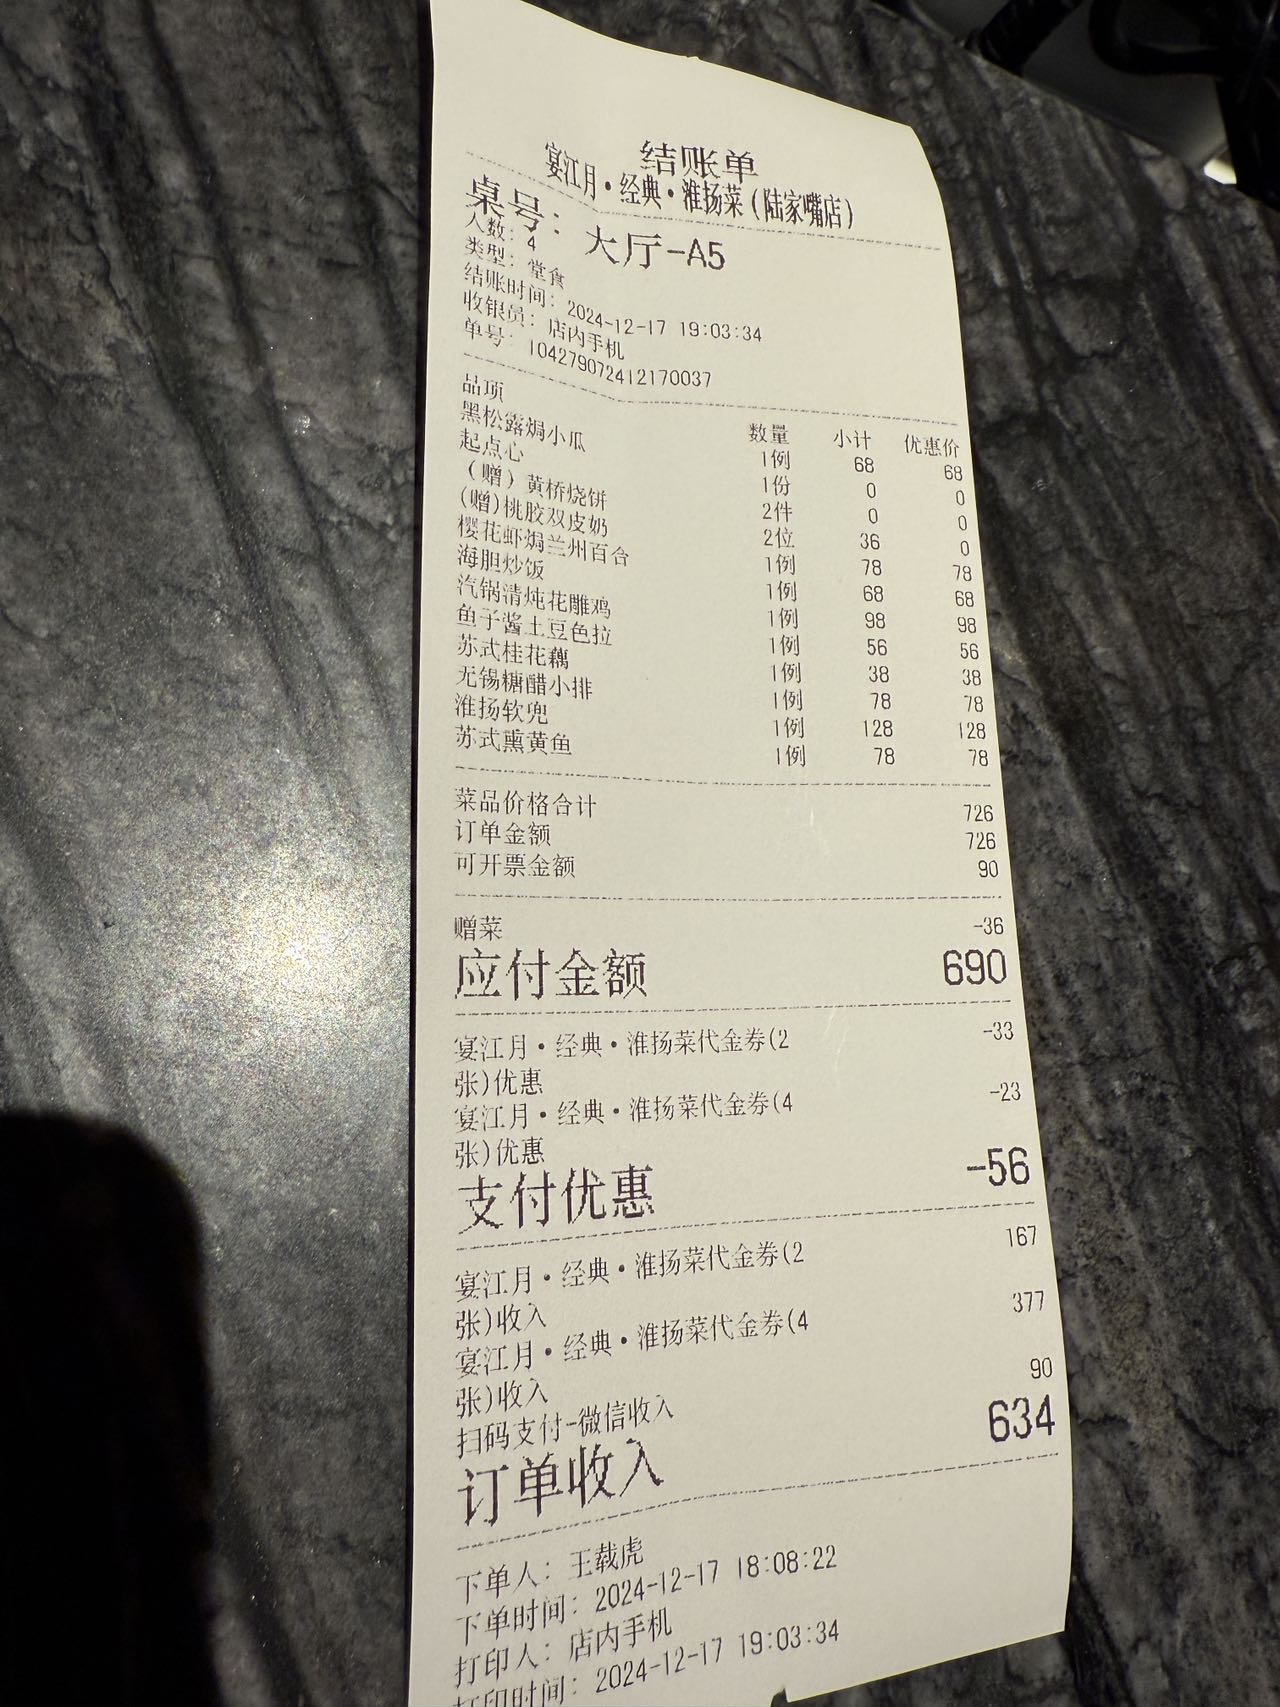 结账单
宴江月·经典·淮扬菜(陆家嘴店)
桌号: 大厅-A5
人数: 4
类型: 堂食
结账时间: 2024-12-17 19:03:34
收银员: 店内手机
单号: 104279072412170037
品项 数量 小计 优惠价
黑松露焗小瓜 1例 68 68
起点心 1份 0 0
(赠)黄桥烧饼 2件 0 0
(赠)桃胶双皮奶 2位 36 0
樱花虾焗兰州百合 1例 78 78
海胆炒饭 1例 68 68
汽锅清炖花雕鸡 1例 98 98
鱼子酱土豆色拉 1例 56 56
苏式桂花藕 1例 38 38
无锡糖醋小排 1例 78 78
淮扬软兜 1例 128 128
苏式熏黄鱼 1例 78 78
菜品价格合计 726
订单金额 726
可开票金额 90
赠菜 -36
应付金额 690
宴江月·经典·淮扬菜代金券(2 -33
张)优惠
宴江月·经典·淮扬菜代金券(4 -23
张)优惠
支付优惠 -56
宴江月·经典·淮扬菜代金券(2 167
张)收入
宴江月·经典·淮扬菜代金券(4 377
张)收入
扫码支付-微信收入 90
订单收入 634
下单人: 王载虎
下单时间: 2024-12-17 18:08:22
打印人: 店内手机
打印时间: 2024-12-17 19:03:34